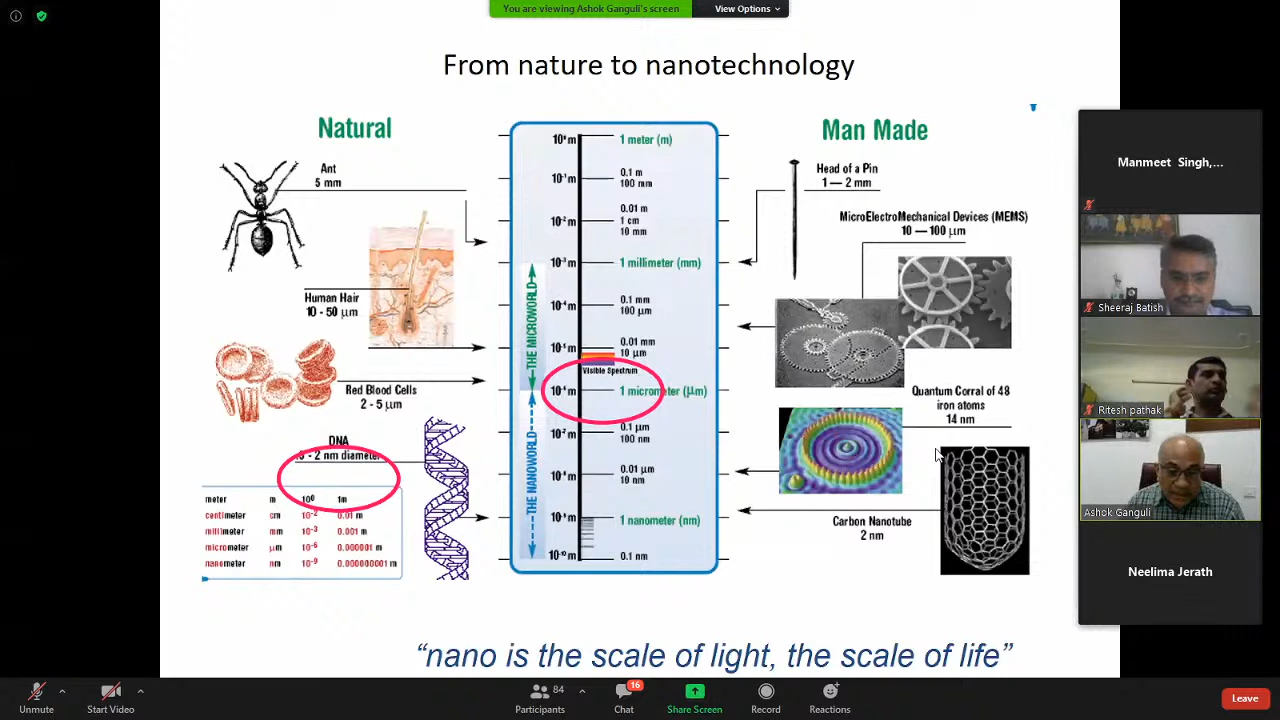 You are viewing Ashok Ganguli's screen
View Options
From nature to nanotechnology
Natural
Man Made
Ant
5 mm
Human Hair
10 - 50 µm
Red Blood Cells
2 - 5 µm
DNA
- 2 nm diameter
meter m 10⁰ 1m
centimeter cm 10⁻² 0.01 m
millimeter mm 10⁻³ 0.001 m
micrometer µm 10⁻⁶ 0.000001 m
nanometer nm 10⁻⁹ 0.000000001 m
THE MICROWORLD
THE NANOWORLD
10⁰ m 1 meter (m)
10⁻¹ m 0.1 m
100 mm
10⁻² m 0.01 m
1 cm
10 mm
10⁻³ m 1 millimeter (mm)
10⁻⁴ m 0.1 mm
100 µm
10⁻⁵ m 0.01 mm
10 µm
Visible Spectrum
1 micrometer (µm)
0.1 µm
100 nm
0.01 µm
10 nm
1 nanometer (nm)
10⁻¹⁰ m 0.1 nm
Head of a Pin
1 — 2 mm
MicroElectroMechanical Devices (MEMS)
10 — 100 µm
Quantum Corral of 48
iron atoms
14 nm
Carbon Nanotube
2 nm
"nano is the scale of light, the scale of life"
Manmeet Singh,...
Sheeraj Batish
Ritesh pathak
Ashok Ganguli
Neelima Jerath
Unmute
Start Video
Participants
84
Chat
16
Share Screen
Record
Reactions
Leave